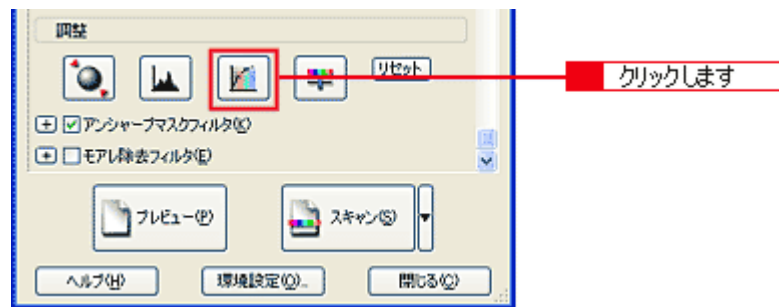 調整
リセット
クリックします
アンシャープマスクフィルタ(K)
モアレ除去フィルタ(E)
プレビュー(P)
スキャン(S)
ヘルプ(H)
環境設定(O)...
閉じる(C)